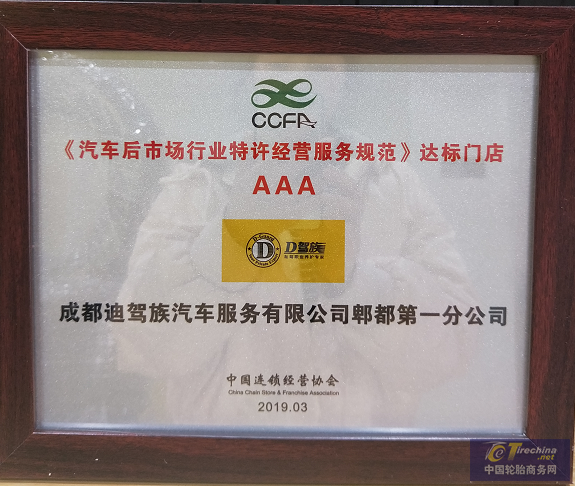 CCFA
《汽车后市场行业特许经营服务规范》达标门店
AAA
D 驾族
成都迪驾族汽车服务有限公司郫都第一分公司
中国连锁经营协会
China Chain Store & Franchise Association
2019.03
Tirechina
.net
中国轮胎商务网